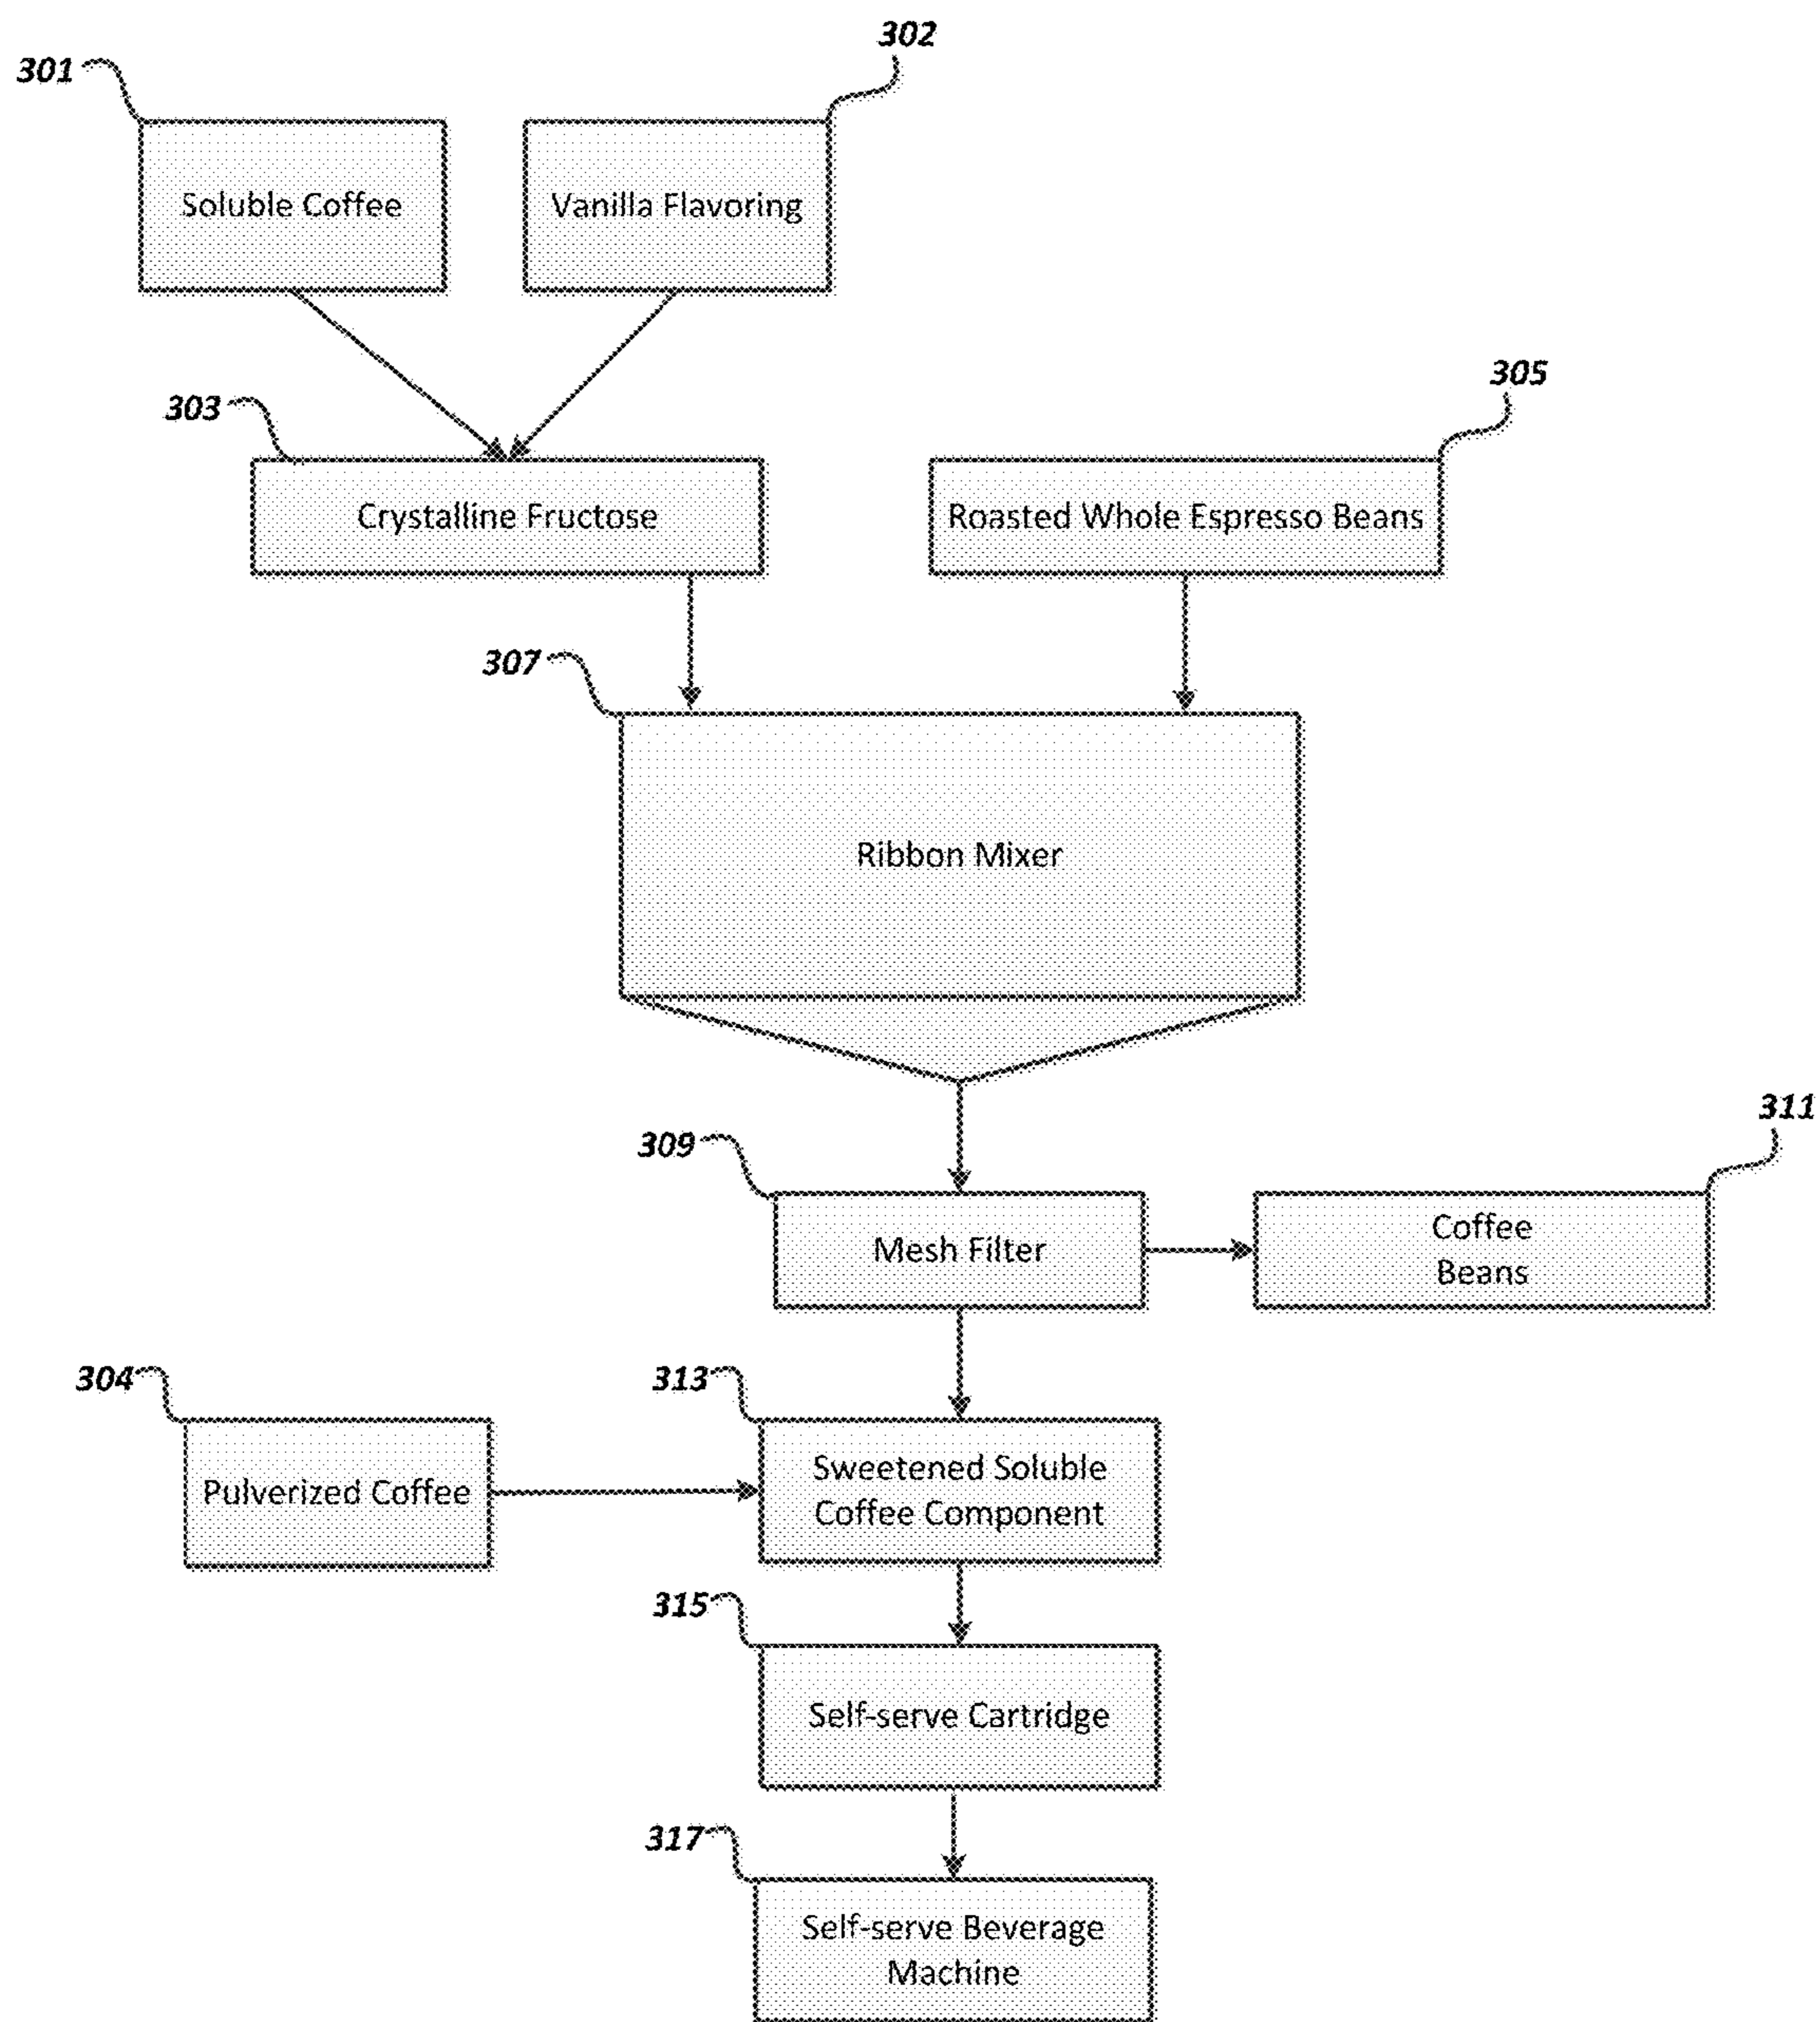 302
301
Soluble Coffee
Vanilla Flavoring
305
303
Crystalline Fructose
Roasted Whole Espresso Beans
307
Ribbon Mixer
311
309
Mesh Filter
Coffee
Beans
304
313
Pulverized Coffee
Sweetened Soluble
Coffee Component
315
Self-serve Cartridge
317
Self-serve Beverage
Machine